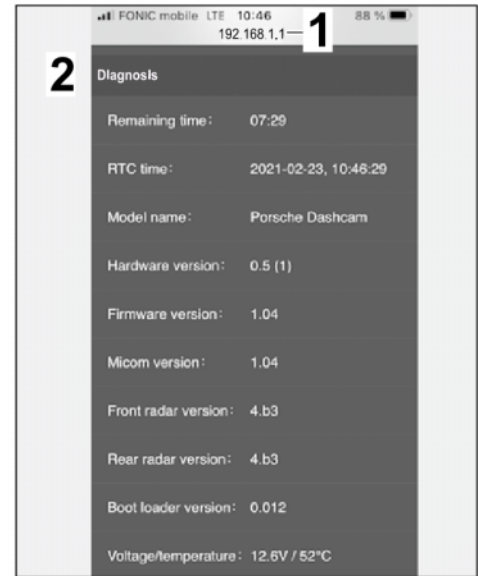 FONIC mobile LTE 10:46 88 %
192.168.1.1 1
2 Diagnosis
Remaining time: 07:29
RTC time: 2021-02-23, 10:46:29
Model name: Porsche Dashcam
Hardware version: 0.5 (1)
Firmware version: 1.04
Micom version: 1.04
Front radar version: 4.b3
Rear radar version: 4.b3
Boot loader version: 0.012
Voltage/temperature: 12.6V / 52°C